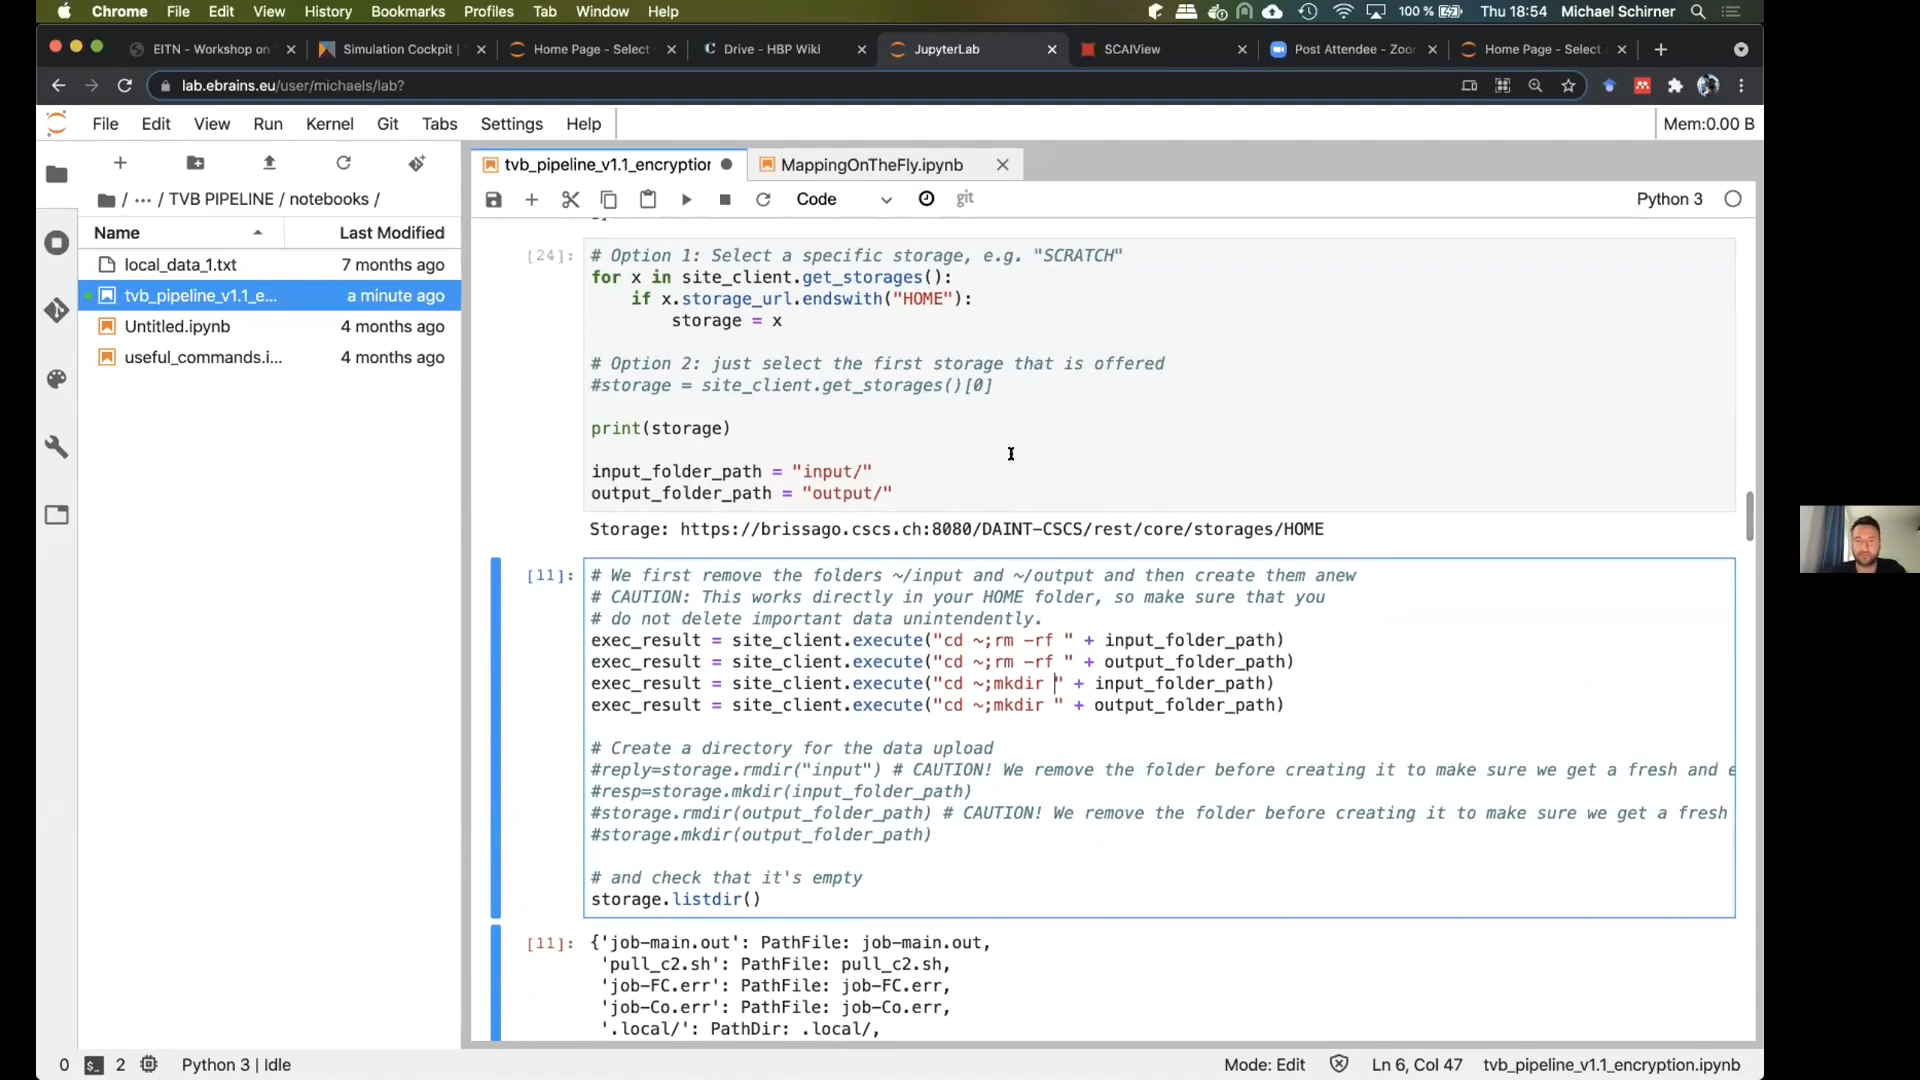 Chrome File Edit View History Bookmarks Profiles Tab Window Help 100 % Thu 18:54 Michael Schirner
EITN - Workshop on Simulation Cockpit | Home Page - Select Drive - HBP Wiki JupyterLab SCAIView Post Attendee - Zoom Home Page - Select
lab.ebrains.eu/user/michaels/lab?
File Edit View Run Kernel Git Tabs Settings Help Mem:0.00 B
tvb_pipeline_v1.1_encryption MappingOnTheFly.ipynb
/ ... / TVB PIPELINE / notebooks /
Code git Python 3
Name Last Modified
local_data_1.txt 7 months ago
tvb_pipeline_v1.1_e... a minute ago
Untitled.ipynb 4 months ago
useful_commands.i... 4 months ago
[24]: # Option 1: Select a specific storage, e.g. "SCRATCH"
for x in site_client.get_storages():
if x.storage_url.endswith("HOME"):
storage = x
# Option 2: just select the first storage that is offered
#storage = site_client.get_storages()[0]
print(storage)
input_folder_path = "input/"
output_folder_path = "output/"
Storage: https://brissago.cscs.ch:8080/DAINT-CSCS/rest/core/storages/HOME
[11]: # We first remove the folders ~/input and ~/output and then create them anew
# CAUTION: This works directly in your HOME folder, so make sure that you
# do not delete important data unintendently.
exec_result = site_client.execute("cd ~;rm -rf " + input_folder_path)
exec_result = site_client.execute("cd ~;rm -rf " + output_folder_path)
exec_result = site_client.execute("cd ~;mkdir " + input_folder_path)
exec_result = site_client.execute("cd ~;mkdir " + output_folder_path)
# Create a directory for the data upload
#reply=storage.rmdir("input") # CAUTION! We remove the folder before creating it to make sure we get a fresh and e
#resp=storage.mkdir(input_folder_path)
#storage.rmdir(output_folder_path) # CAUTION! We remove the folder before creating it to make sure we get a fresh
#storage.mkdir(output_folder_path)
# and check that it's empty
storage.listdir()
[11]: {'job-main.out': PathFile: job-main.out,
'pull_c2.sh': PathFile: pull_c2.sh,
'job-FC.err': PathFile: job-FC.err,
'job-Co.err': PathFile: job-Co.err,
'.local/': PathDir: .local/,
0 2 Python 3 | Idle Mode: Edit Ln 6, Col 47 tvb_pipeline_v1.1_encryption.ipynb